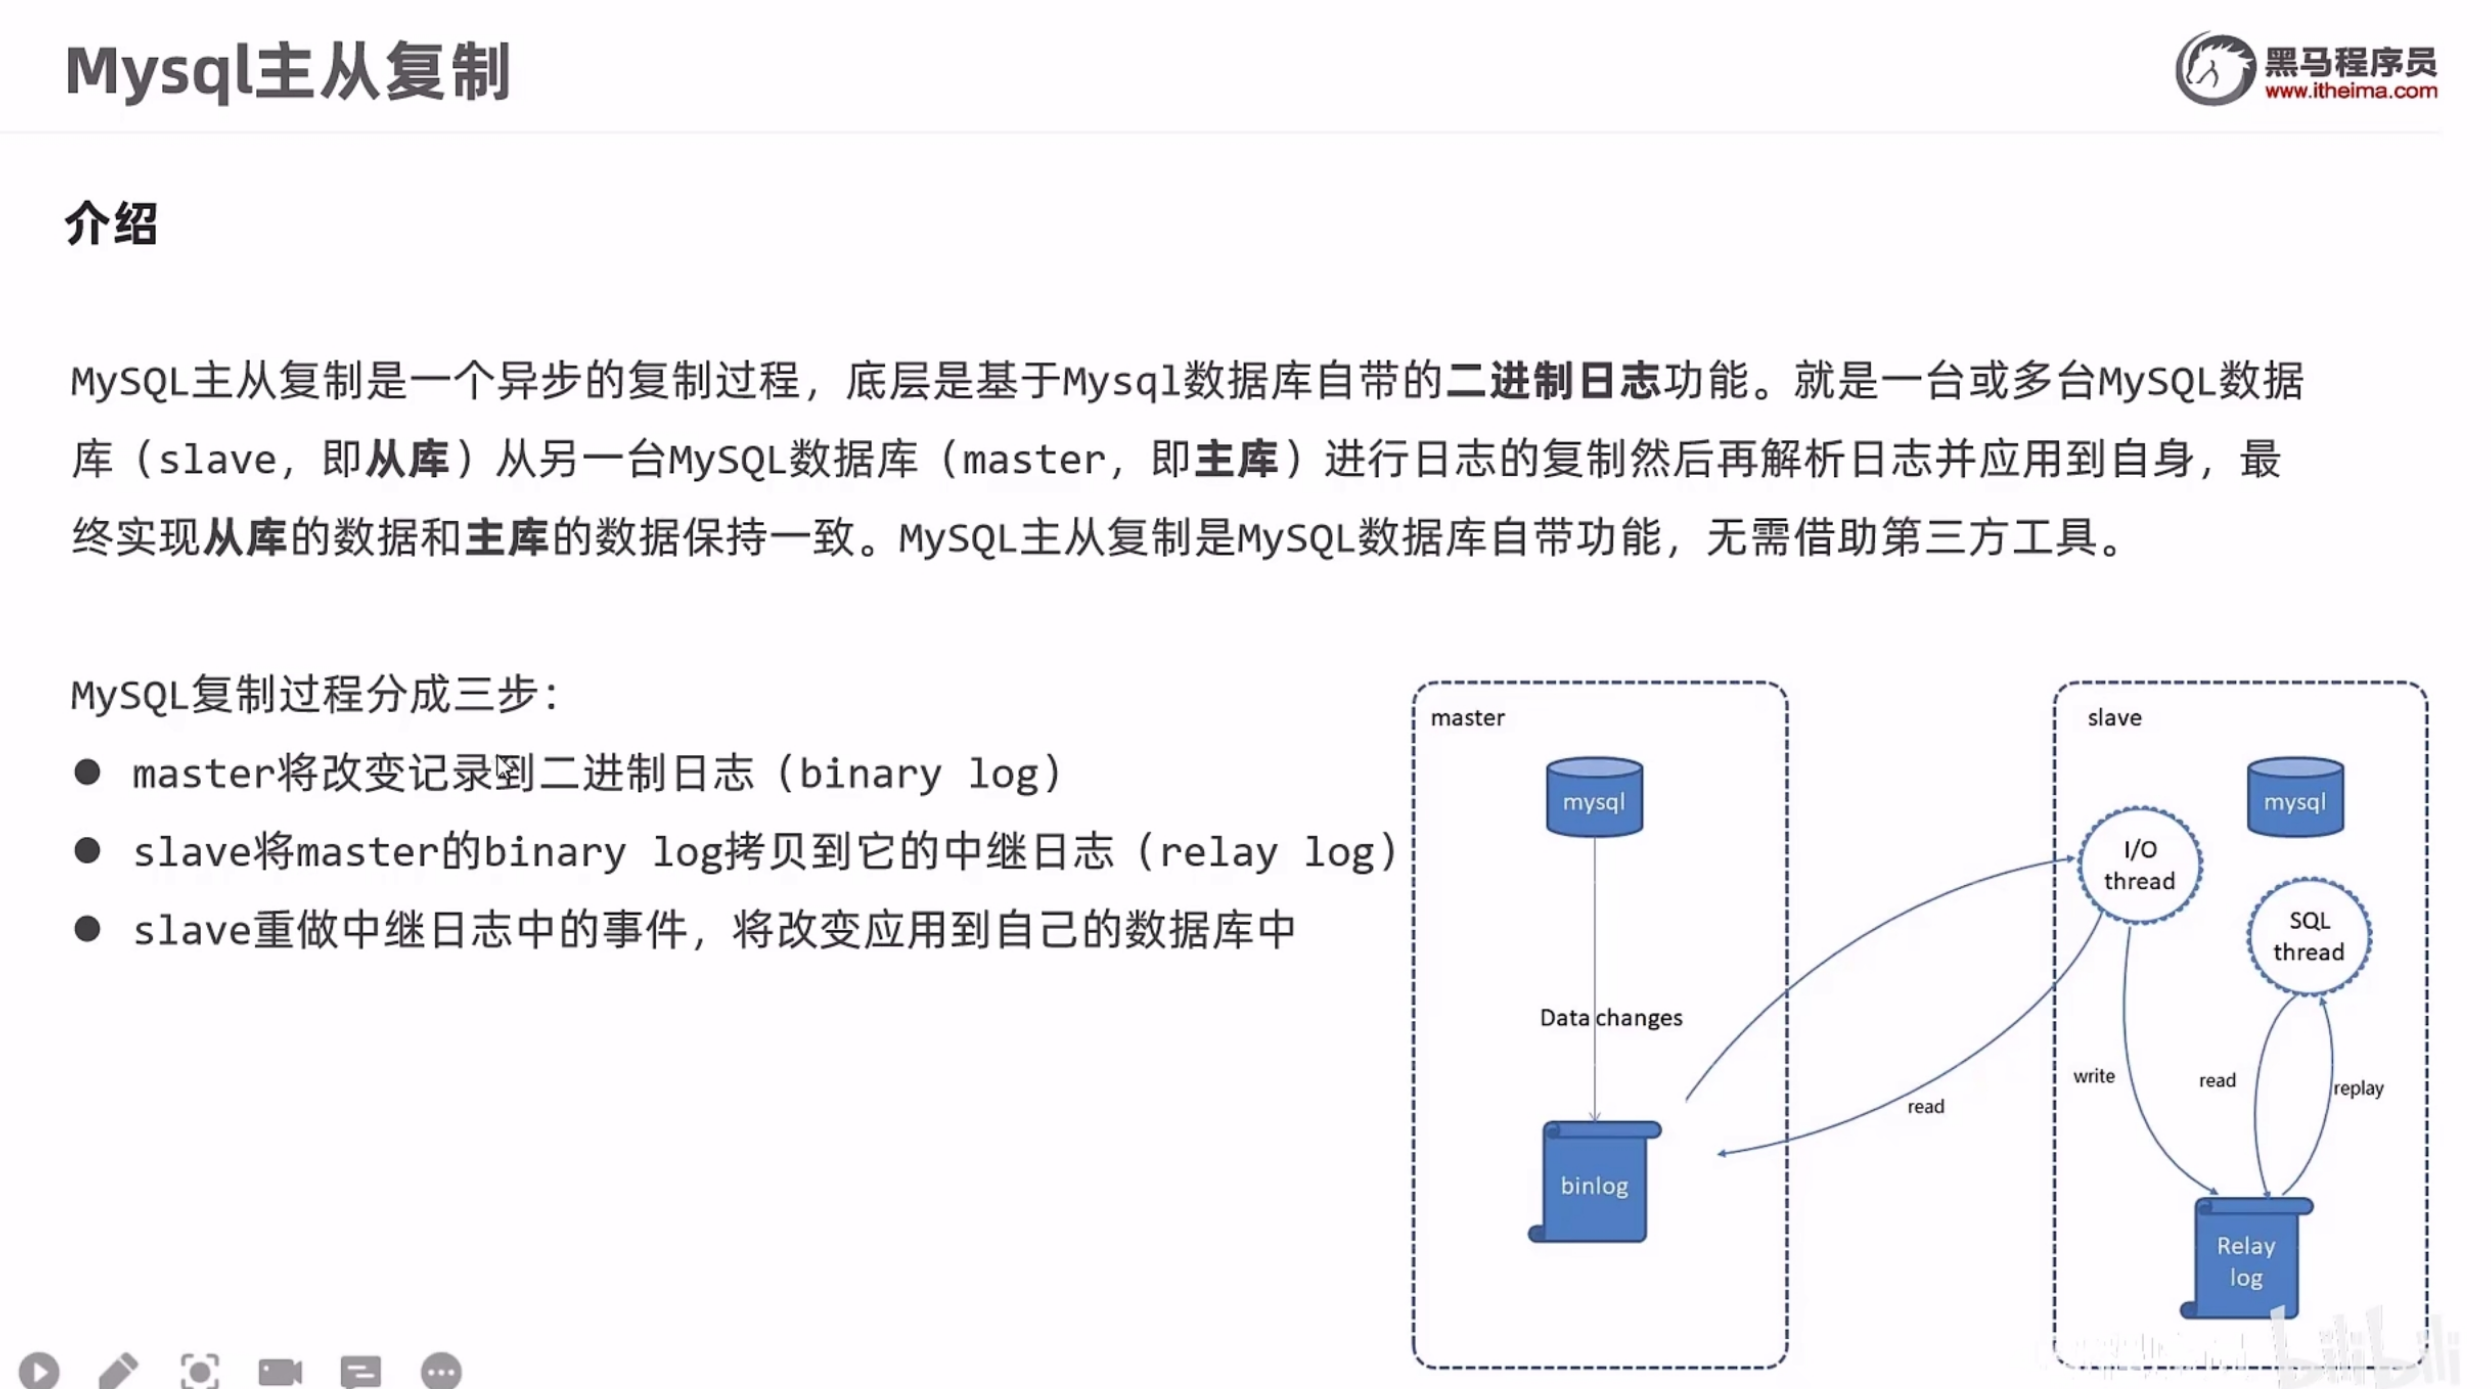 Mysql主从复制
黑马程序员
www.itheima.com
介绍
MySQL主从复制是一个异步的复制过程，底层是基于Mysql数据库自带的二进制日志功能。就是一台或多台MySQL数据
库（slave，即从库）从另一台MySQL数据库（master，即主库）进行日志的复制然后再解析日志并应用到自身，最
终实现从库的数据和主库的数据保持一致。MySQL主从复制是MySQL数据库自带功能，无需借助第三方工具。
MySQL复制过程分成三步：
● master将改变记录到二进制日志（binary log）
● slave将master的binary log拷贝到它的中继日志（relay log）
● slave重做中继日志中的事件，将改变应用到自己的数据库中
master
mysql
Data changes
binlog
read
slave
mysql
I/O
thread
SQL
thread
write
read
replay
Relay
log
bilibili